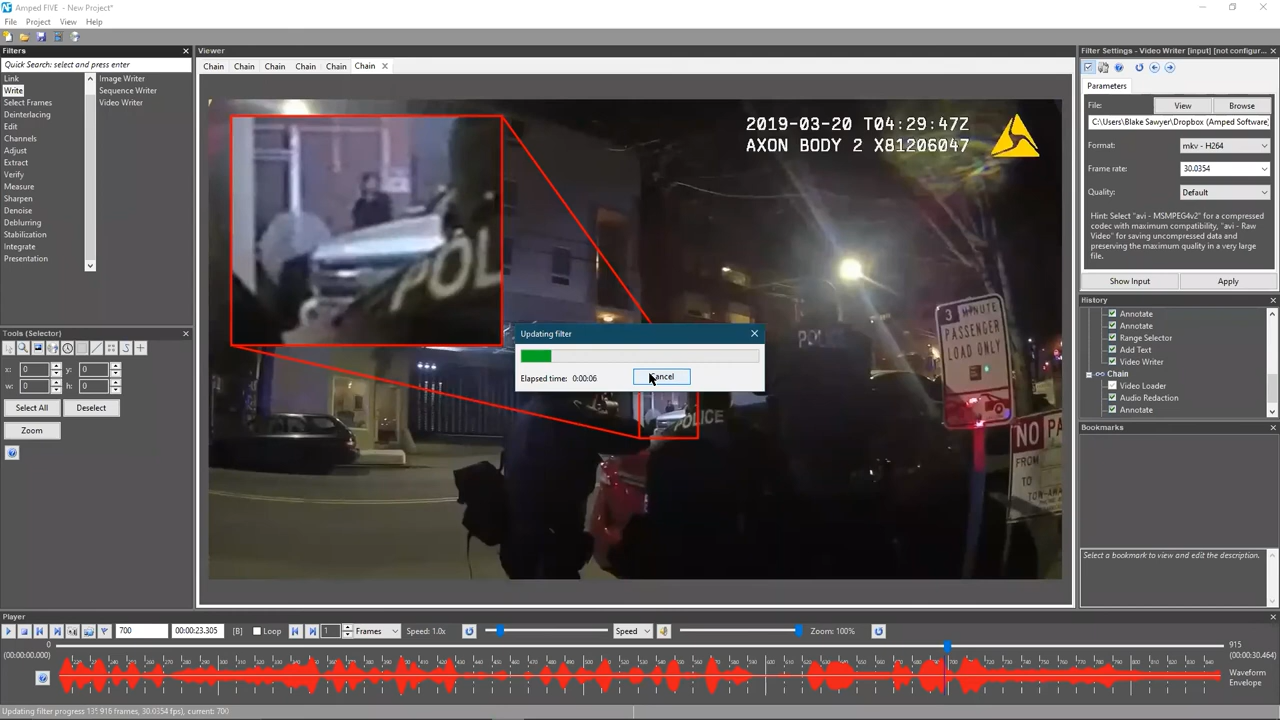 Amped FIVE - New Project*
File Project View Help
Filters
Quick Search: select and press enter
Link
Write
Select Frames
Deinterlacing
Edit
Channels
Adjust
Extract
Verify
Measure
Sharpen
Denoise
Deblurring
Stabilization
Integrate
Presentation
Image Writer
Sequence Writer
Video Writer
Tools (Selector)
x: 0 y: 0
w: 0 h: 0
Select All Deselect
Zoom
Viewer
Chain Chain Chain Chain Chain Chain
2019-03-20 T04:29:47Z
AXON BODY 2 X81206047
POL
POLICE
3 MINUTE
PASSENGER
LOAD ONLY
NO PA
FROM
TO
Updating filter
Elapsed time: 0:00:06
Cancel
Filter Settings - Video Writer [input] [not configur...
Parameters
File: View Browse
C:\Users\Blake Sawyer\Dropbox (Amped Software)
Format: mkv - H264
Frame rate: 30.0354
Quality: Default
Hint: Select "avi - MSMPEG4v2" for a compressed
codec with maximum compatibility, "avi - Raw
Video" for saving uncompressed data and
preserving the maximum quality in a very large
file.
Show Input Apply
History
Annotate
Annotate
Range Selector
Add Text
Video Writer
Chain
Video Loader
Audio Redaction
Annotate
Bookmarks
Select a bookmark to view and edit the description.
Player
700 00:00:23.305 [B] Loop 1 Frames Speed: 1.0x Speed Zoom: 100%
0
(00:00:00.000)
915
(00:00:30.464)
Waveform
Envelope
Updating filter progress 135 916 frames, 30.0354 fps), current: 700